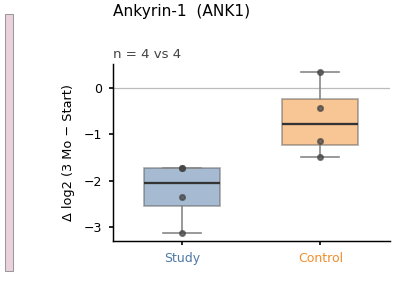 Ankyrin-1 (ANK1)
n = 4 vs 4
Δ log2 (3 Mo − Start)
0
−1
−2
−3
Study
Control